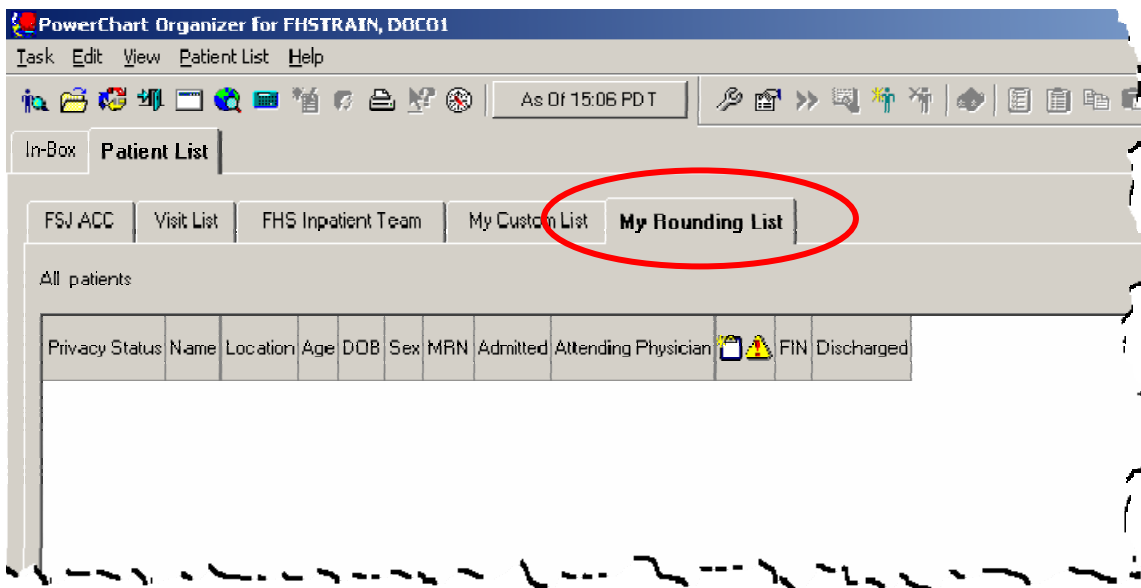 PowerChart Organizer for FHSTRAIN, DOC01
Task Edit View Patient List Help
As Of 15:06 PDT
In-Box Patient List
FSJ ACC Visit List FHS Inpatient Team My Custom List My Rounding List
All patients
Privacy Status Name Location Age DOB Sex MRN Admitted Attending Physician FIN Discharged